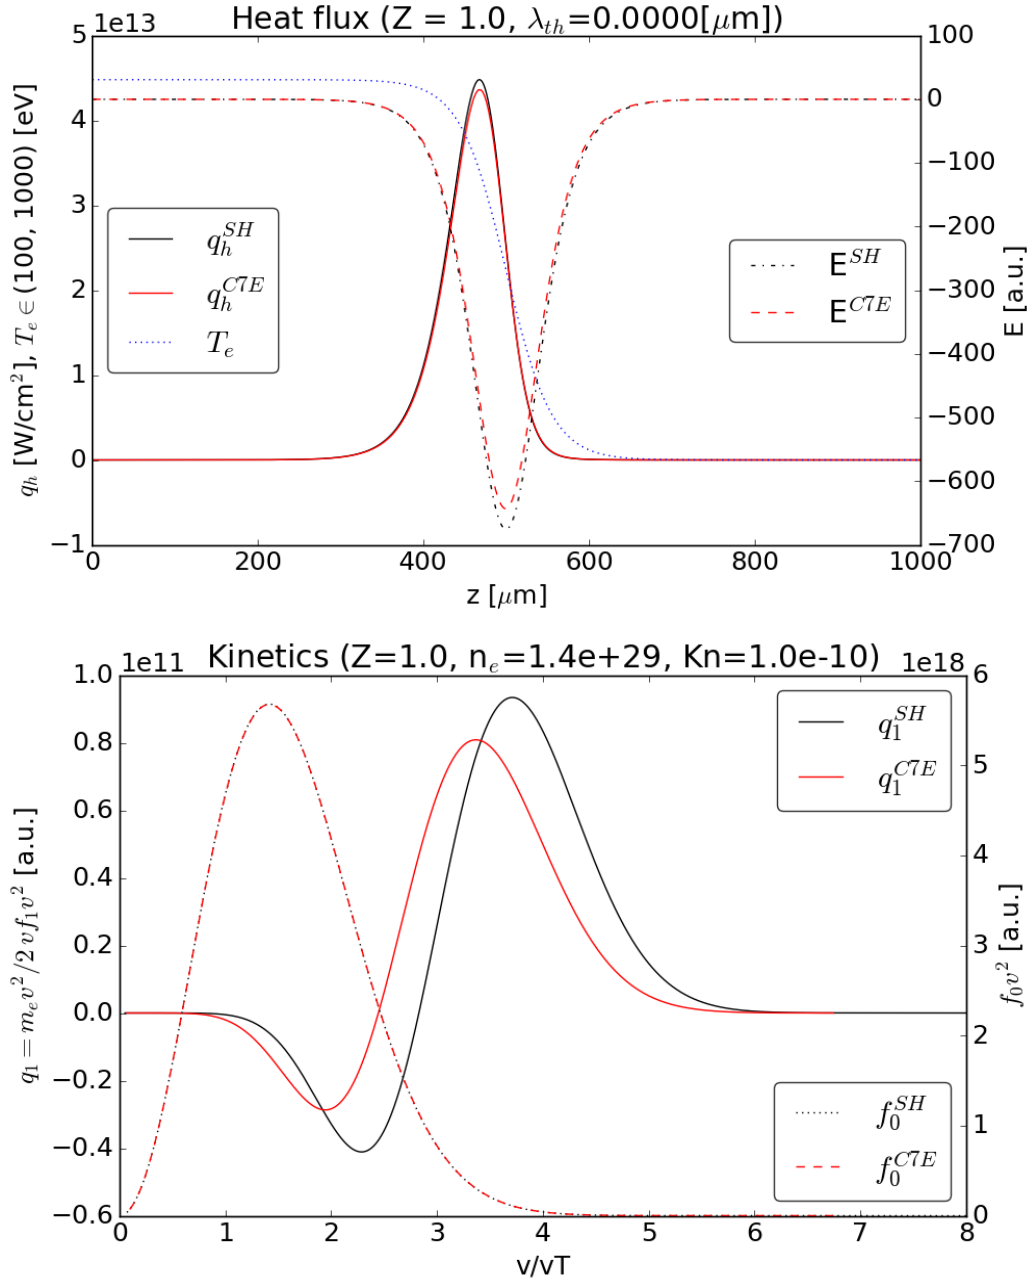 Heat flux (Z = 1.0, λ_th=0.0000[μm])
1e13
5
4
3
2
1
0
−1
q_h [W/cm²], T_e ∈ (100, 1000) [eV]
q_h^SH
q_h^C7E
T_e
E^SH
E^C7E
100
0
−100
−200
−300
−400
−500
−600
−700
E [a.u.]
0 200 400 600 800 1000
z [μm]
Kinetics (Z=1.0, n_e=1.4e+29, Kn=1.0e-10)
1e11
1e18
1.0
0.8
0.6
0.4
0.2
0.0
−0.2
−0.4
−0.6
q_1 = m_e v²/2 v f_1 v² [a.u.]
q_1^SH
q_1^C7E
f_0^SH
f_0^C7E
6
5
4
3
2
1
0
f_0 v² [a.u.]
0 1 2 3 4 5 6 7 8
v/vT